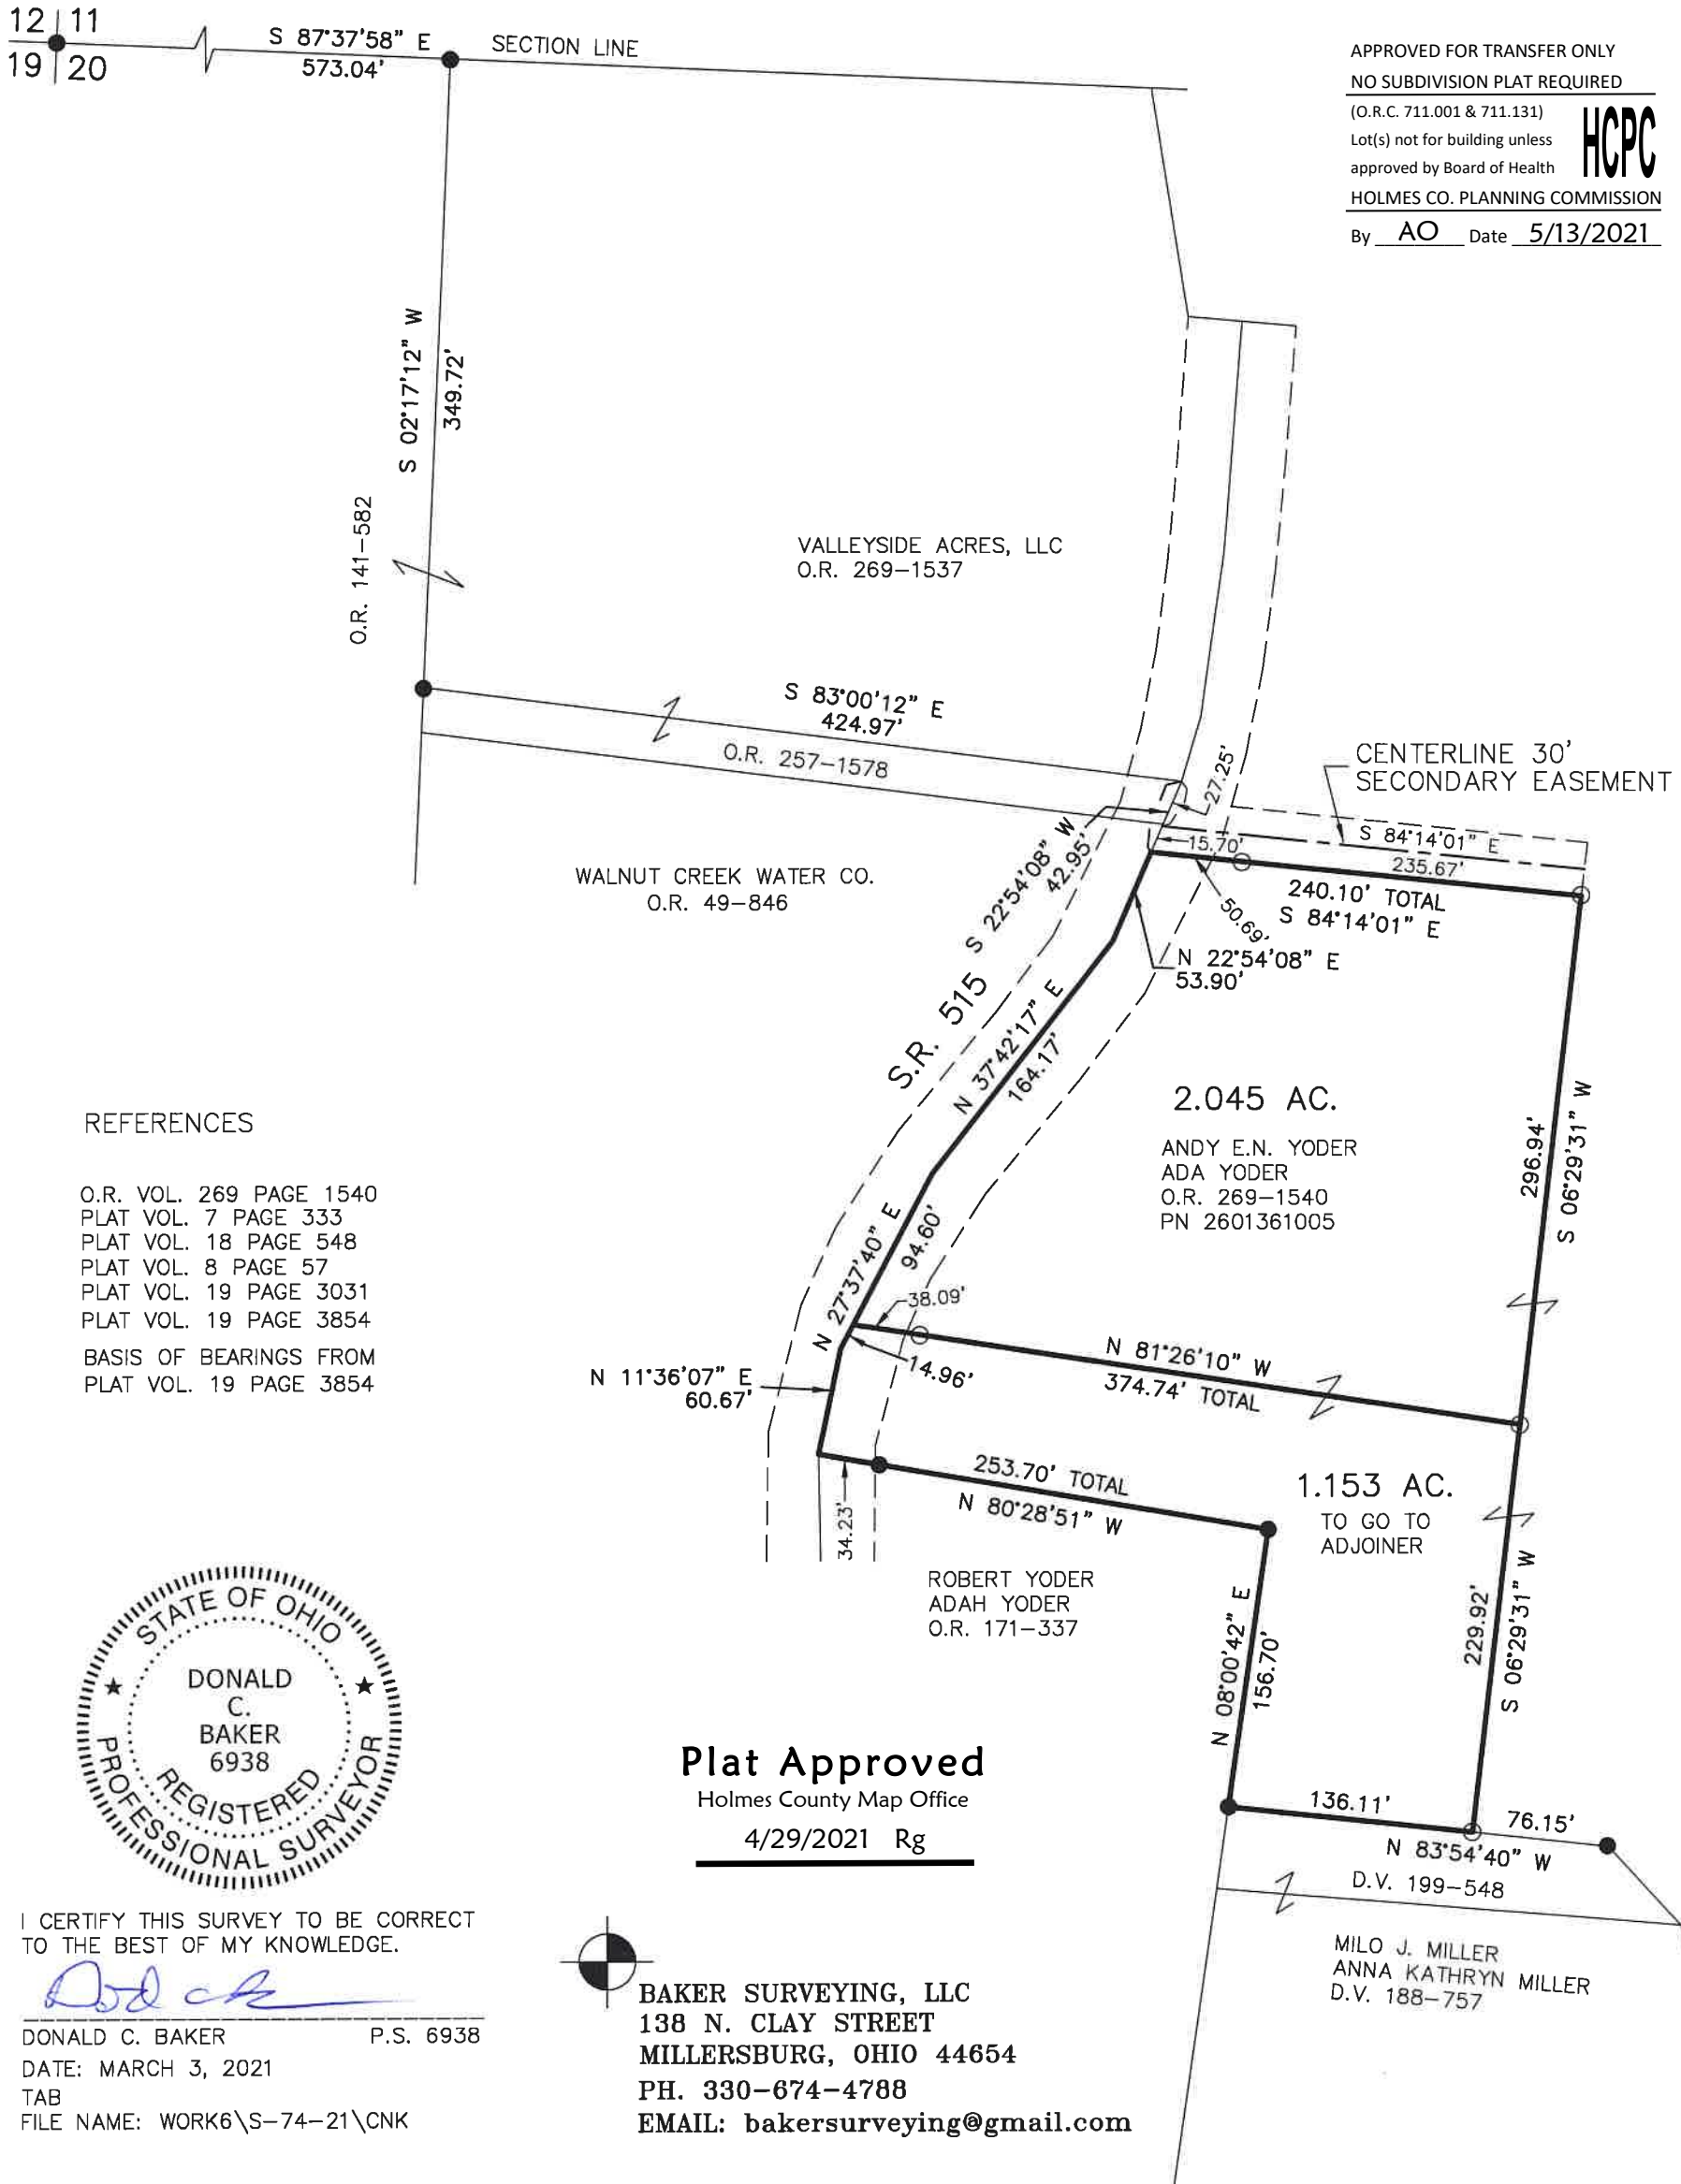 12 11
19 20
S 87°37'58" E
573.04'
SECTION LINE
APPROVED FOR TRANSFER ONLY
NO SUBDIVISION PLAT REQUIRED
(O.R.C. 711.001 & 711.131)
Lot(s) not for building unless
approved by Board of Health
HCPC
HOLMES CO. PLANNING COMMISSION
By AO Date 5/13/2021
S 02°17'12" W
349.72'
O.R. 141-582
VALLEYSIDE ACRES, LLC
O.R. 269-1537
S 83°00'12" E
424.97'
O.R. 257-1578
27.25'
CENTERLINE 30'
SECONDARY EASEMENT
S 84°14'01" E
235.67'
15.70'
240.10' TOTAL
S 84°14'01" E
50.69'
S 22°54'08" W
42.95'
WALNUT CREEK WATER CO.
O.R. 49-846
N 22°54'08" E
53.90'
S.R. 515
N 37°42'17" E
164.17'
2.045 AC.
ANDY E.N. YODER
ADA YODER
O.R. 269-1540
PN 2601361005
296.94'
S 06°29'31" W
REFERENCES
O.R. VOL. 269 PAGE 1540
PLAT VOL. 7 PAGE 333
PLAT VOL. 18 PAGE 548
PLAT VOL. 8 PAGE 57
PLAT VOL. 19 PAGE 3031
PLAT VOL. 19 PAGE 3854
BASIS OF BEARINGS FROM
PLAT VOL. 19 PAGE 3854
N 27°37'40" E
94.60'
38.09'
N 81°26'10" W
374.74' TOTAL
14.96'
N 11°36'07" E
60.67'
253.70' TOTAL
N 80°28'51" W
34.23'
1.153 AC.
TO GO TO
ADJOINER
ROBERT YODER
ADAH YODER
O.R. 171-337
N 08°00'42" E
156.70'
229.92'
S 06°29'31" W
136.11'
76.15'
N 83°54'40" W
D.V. 199-548
MILO J. MILLER
ANNA KATHRYN MILLER
D.V. 188-757
STATE OF OHIO
DONALD
C.
BAKER
6938
REGISTERED
PROFESSIONAL SURVEYOR
Plat Approved
Holmes County Map Office
4/29/2021 Rg
I CERTIFY THIS SURVEY TO BE CORRECT
TO THE BEST OF MY KNOWLEDGE.
DONALD C. BAKER P.S. 6938
DATE: MARCH 3, 2021
TAB
FILE NAME: WORK6\S-74-21\CNK
BAKER SURVEYING, LLC
138 N. CLAY STREET
MILLERSBURG, OHIO 44654
PH. 330-674-4788
EMAIL: bakersurveying@gmail.com